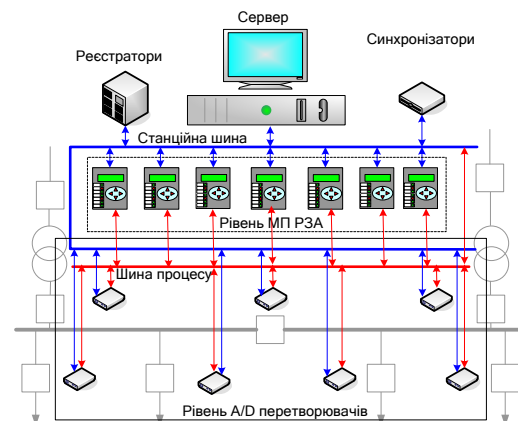 Сервер
Реєстратори
Синхронізатори
Станційна шина
Рівень МП РЗА
Шина процесу
Рівень A/D перетворювачів